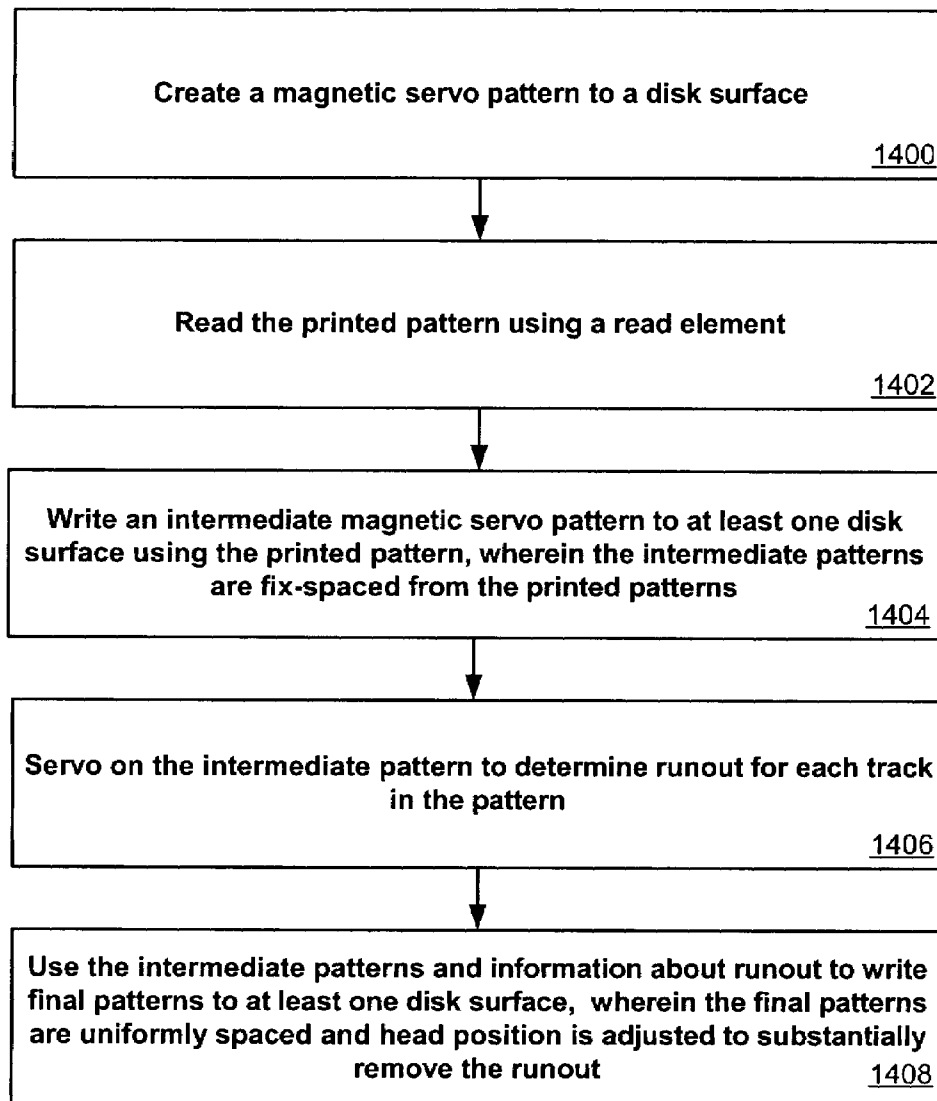 Create a magnetic servo pattern to a disk surface
1400
Read the printed pattern using a read element
1402
Write an intermediate magnetic servo pattern to at least one disk
surface using the printed pattern, wherein the intermediate patterns
are fix-spaced from the printed patterns
1404
Servo on the intermediate pattern to determine runout for each track
in the pattern
1406
Use the intermediate patterns and information about runout to write
final patterns to at least one disk surface, wherein the final patterns
are uniformly spaced and head position is adjusted to substantially
remove the runout
1408